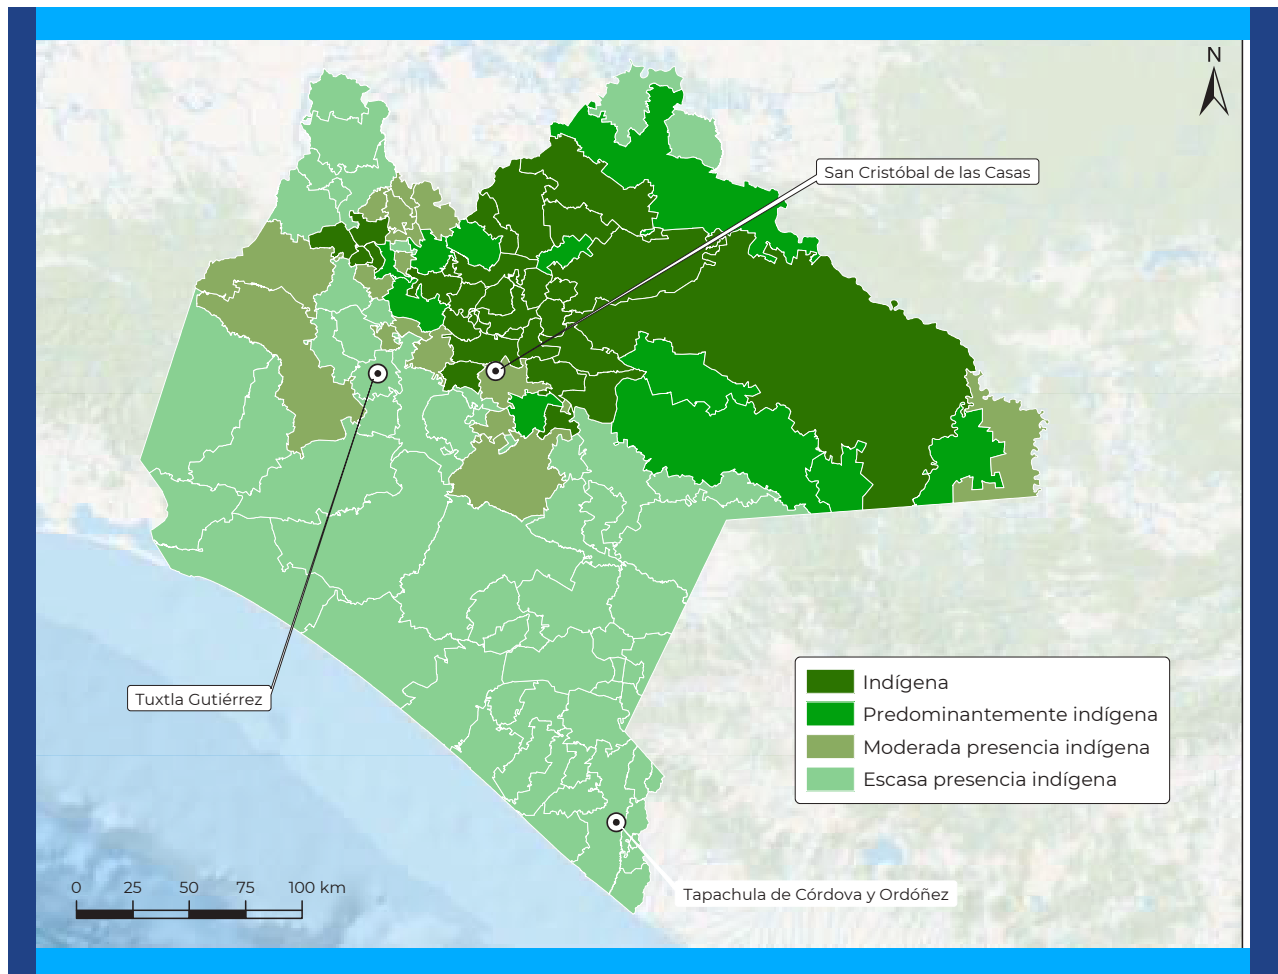 N
San Cristóbal de las Casas
Tuxtla Gutiérrez
Indígena
Predominantemente indígena
Moderada presencia indígena
Escasa presencia indígena
0 25 50 75 100 km
Tapachula de Córdova y Ordóñez